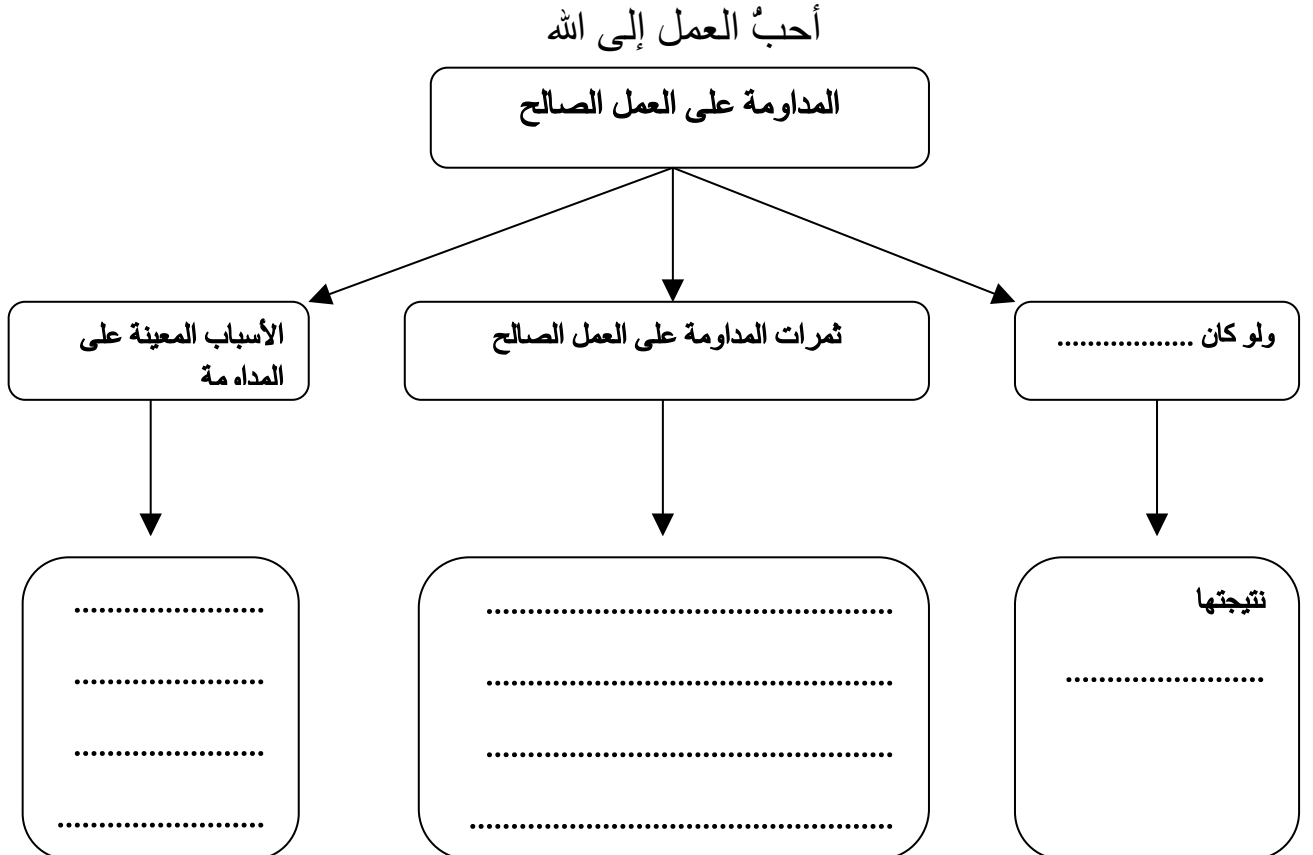 أحبُّ العمل إلى الله
المداومة على العمل الصالح
ولو كان ..................
ثمرات المداومة على العمل الصالح
الأسباب المعينة على
المداومة
نتيجتها
........................
.................................................
.................................................
.................................................
...................................................
.......................
.......................
.......................
.........................